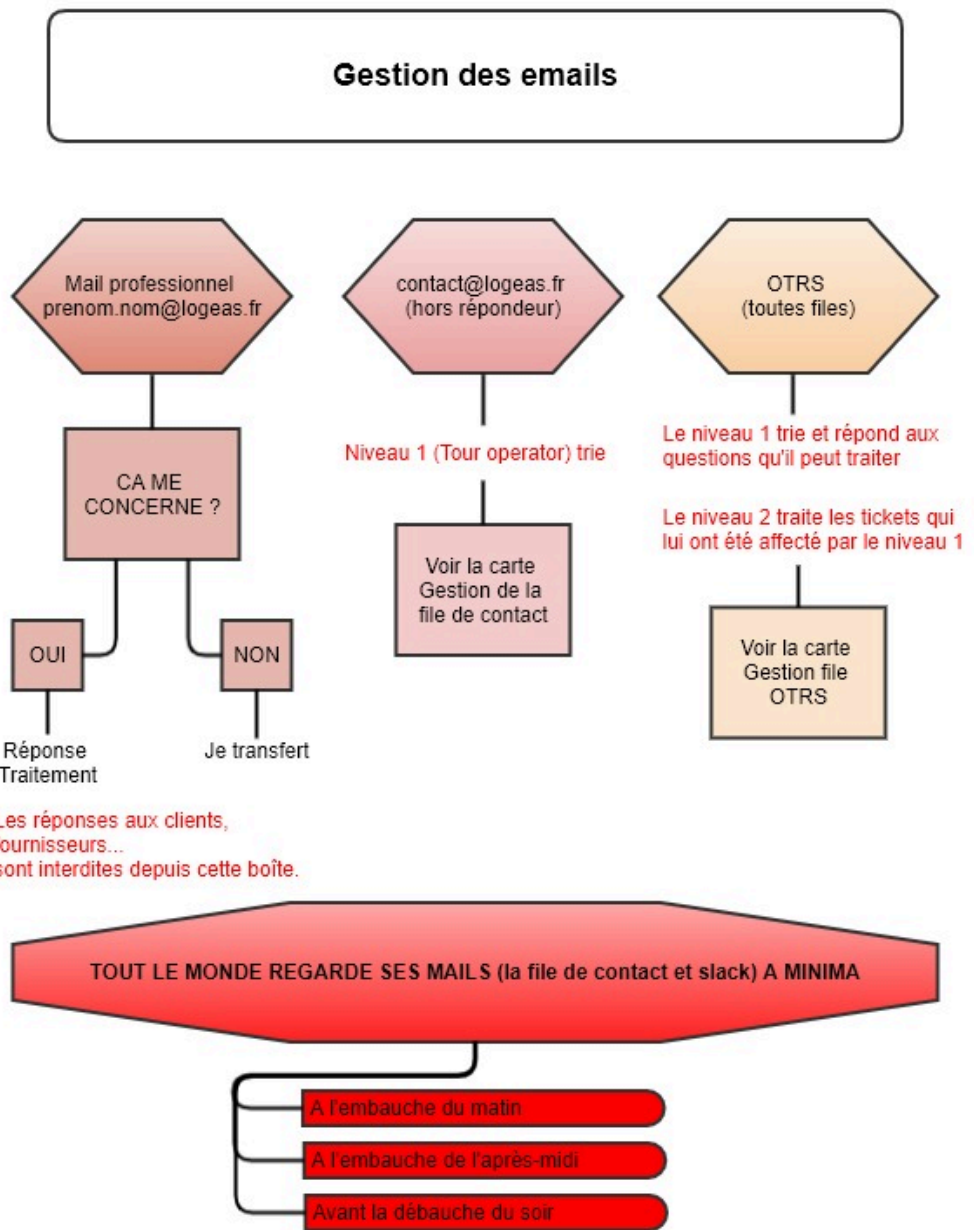 Gestion des emails
Mail professionnel
prenom.nom@logeas.fr
CA ME
CONCERNE ?
OUI
NON
Réponse
Traitement
Je transfert
Les réponses aux clients,
fournisseurs...
sont interdites depuis cette boîte.
contact@logeas.fr
(hors répondeur)
Niveau 1 (Tour operator) trie
Voir la carte
Gestion de la
file de contact
OTRS
(toutes files)
Le niveau 1 trie et répond aux
questions qu'il peut traiter
Le niveau 2 traite les tickets qui
lui ont été affecté par le niveau 1
Voir la carte
Gestion file
OTRS
TOUT LE MONDE REGARDE SES MAILS (la file de contact et slack) A MINIMA
A l'embauche du matin
A l'embauche de l'après-midi
Avant la débauche du soir